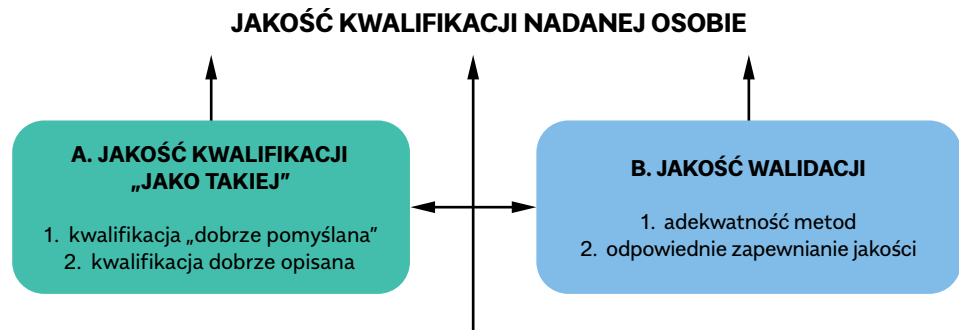 JAKOŚĆ KWALIFIKACJI NADANEJ OSOBIE
A. JAKOŚĆ KWALIFIKACJI
„JAKO TAKIEJ”
1. kwalifikacja „dobrze pomyślana”
2. kwalifikacja dobrze opisana
B. JAKOŚĆ WALIDACJI
1. adekwatność metod
2. odpowiednie zapewnianie jakości